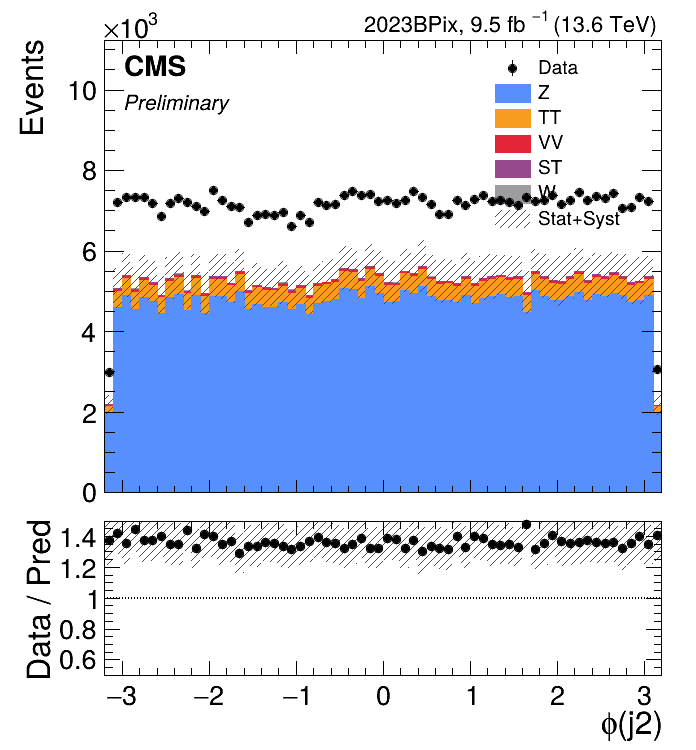 ×10³
2023BPix, 9.5 fb⁻¹ (13.6 TeV)
Events
CMS
Preliminary
Data
Z
TT
VV
ST
W
Stat+Syst
10
8
6
4
2
0
Data / Pred
1.4
1.2
1
0.8
0.6
−3 −2 −1 0 1 2 3
ϕ(j2)